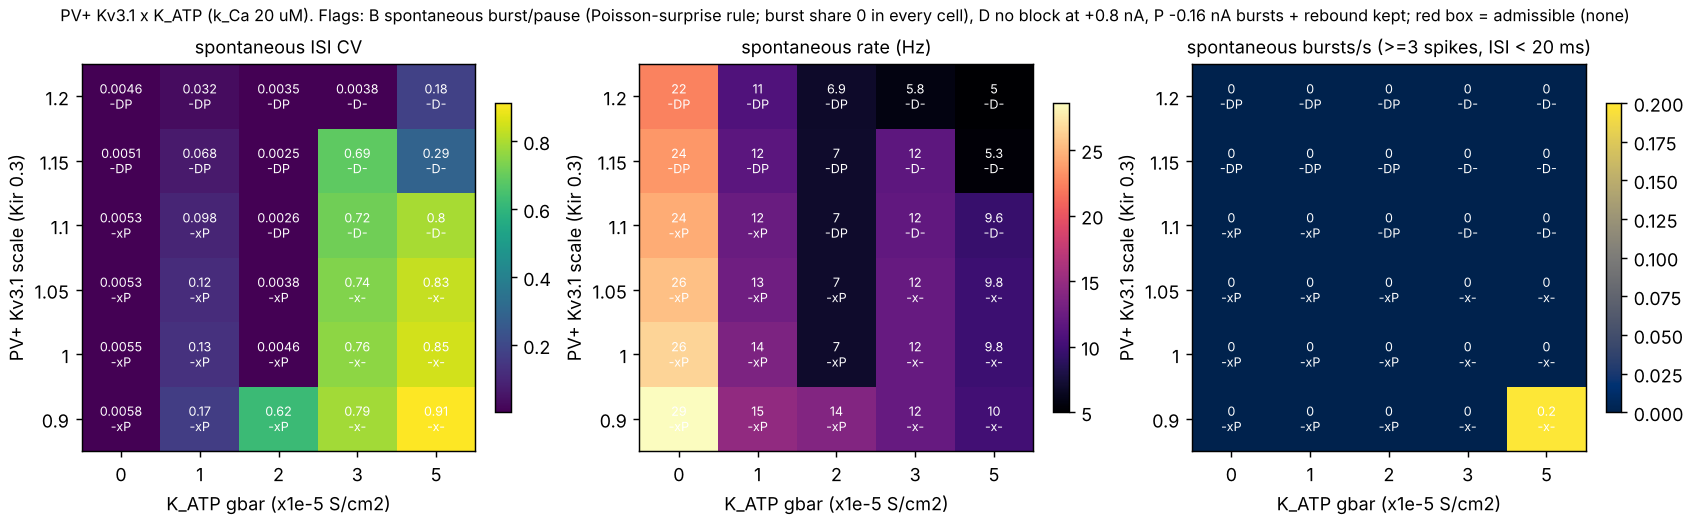 PV+ Kv3.1 x K_ATP (k_Ca 20 uM). Flags: B spontaneous burst/pause (Poisson-surprise rule; burst share 0 in every cell), D no block at +0.8 nA, P -0.16 nA bursts + rebound kept; red box = admissible (none)
spontaneous ISI CV
PV+ Kv3.1 scale (Kir 0.3)
1.2
0.0046 0.032 0.0035 0.0038 0.18
-DP -DP -DP -D- -D-
1.15
0.0051 0.068 0.0025 0.69 0.29
-DP -DP -DP -D- -D-
1.1
0.0053 0.098 0.0026 0.72 0.8
-xP -xP -DP -D- -D-
1.05
0.0053 0.12 0.0038 0.74 0.83
-xP -xP -xP -x- -x-
1
0.0055 0.13 0.0046 0.76 0.85
-xP -xP -xP -x- -x-
0.9
0.0058 0.17 0.62 0.79 0.91
-xP -xP -xP -x- -x-
0 1 2 3 5
K_ATP gbar (x1e-5 S/cm2)
0.8
0.6
0.4
0.2
spontaneous rate (Hz)
PV+ Kv3.1 scale (Kir 0.3)
1.2
22 11 6.9 5.8 5
-DP -DP -DP -D- -D-
1.15
24 12 7 12 5.3
-DP -DP -DP -D- -D-
1.1
24 12 7 12 9.6
-xP -xP -DP -D- -D-
1.05
26 13 7 12 9.8
-xP -xP -xP -x- -x-
1
26 14 7 12 9.8
-xP -xP -xP -x- -x-
0.9
15 14 12 10
-xP -xP -x- -x-
0 1 2 3 5
K_ATP gbar (x1e-5 S/cm2)
25
20
15
10
5
spontaneous bursts/s (>=3 spikes, ISI < 20 ms)
PV+ Kv3.1 scale (Kir 0.3)
1.2
0 0 0 0 0
-DP -DP -DP -D- -D-
1.15
0 0 0 0 0
-DP -DP -DP -D- -D-
1.1
0 0 0 0 0
-xP -xP -DP -D- -D-
1.05
0 0 0 0 0
-xP -xP -xP -x- -x-
1
0 0 0 0 0
-xP -xP -xP -x- -x-
0.9
0 0 0 0 0.2
-xP -xP -xP -x- -x-
0 1 2 3 5
K_ATP gbar (x1e-5 S/cm2)
0.200
0.175
0.150
0.125
0.100
0.075
0.050
0.025
0.000